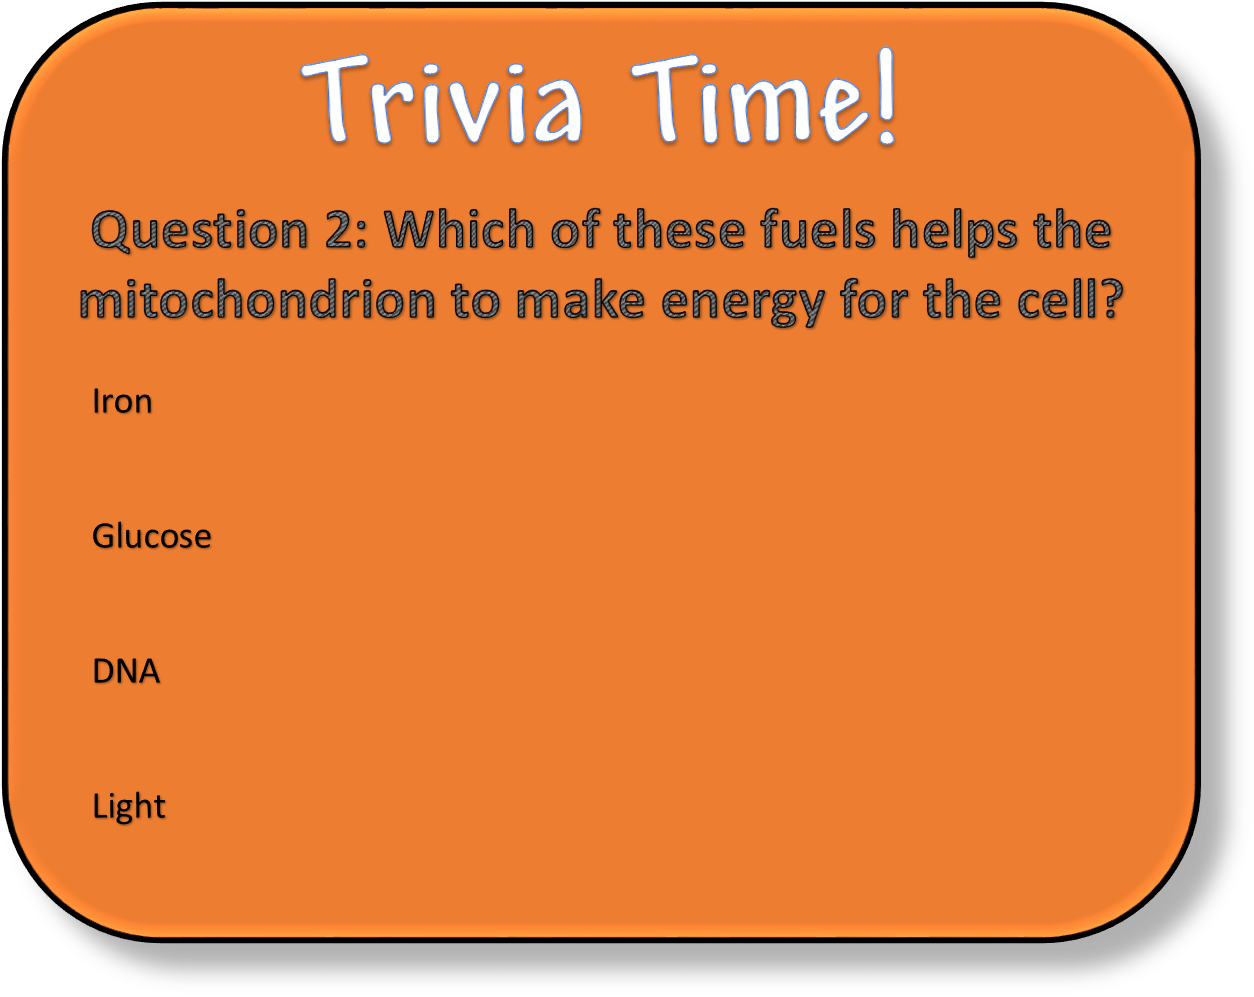 Trivia Time!
Question 2: Which of these fuels helps the
mitochondrion to make energy for the cell?
Iron
Glucose
DNA
Light